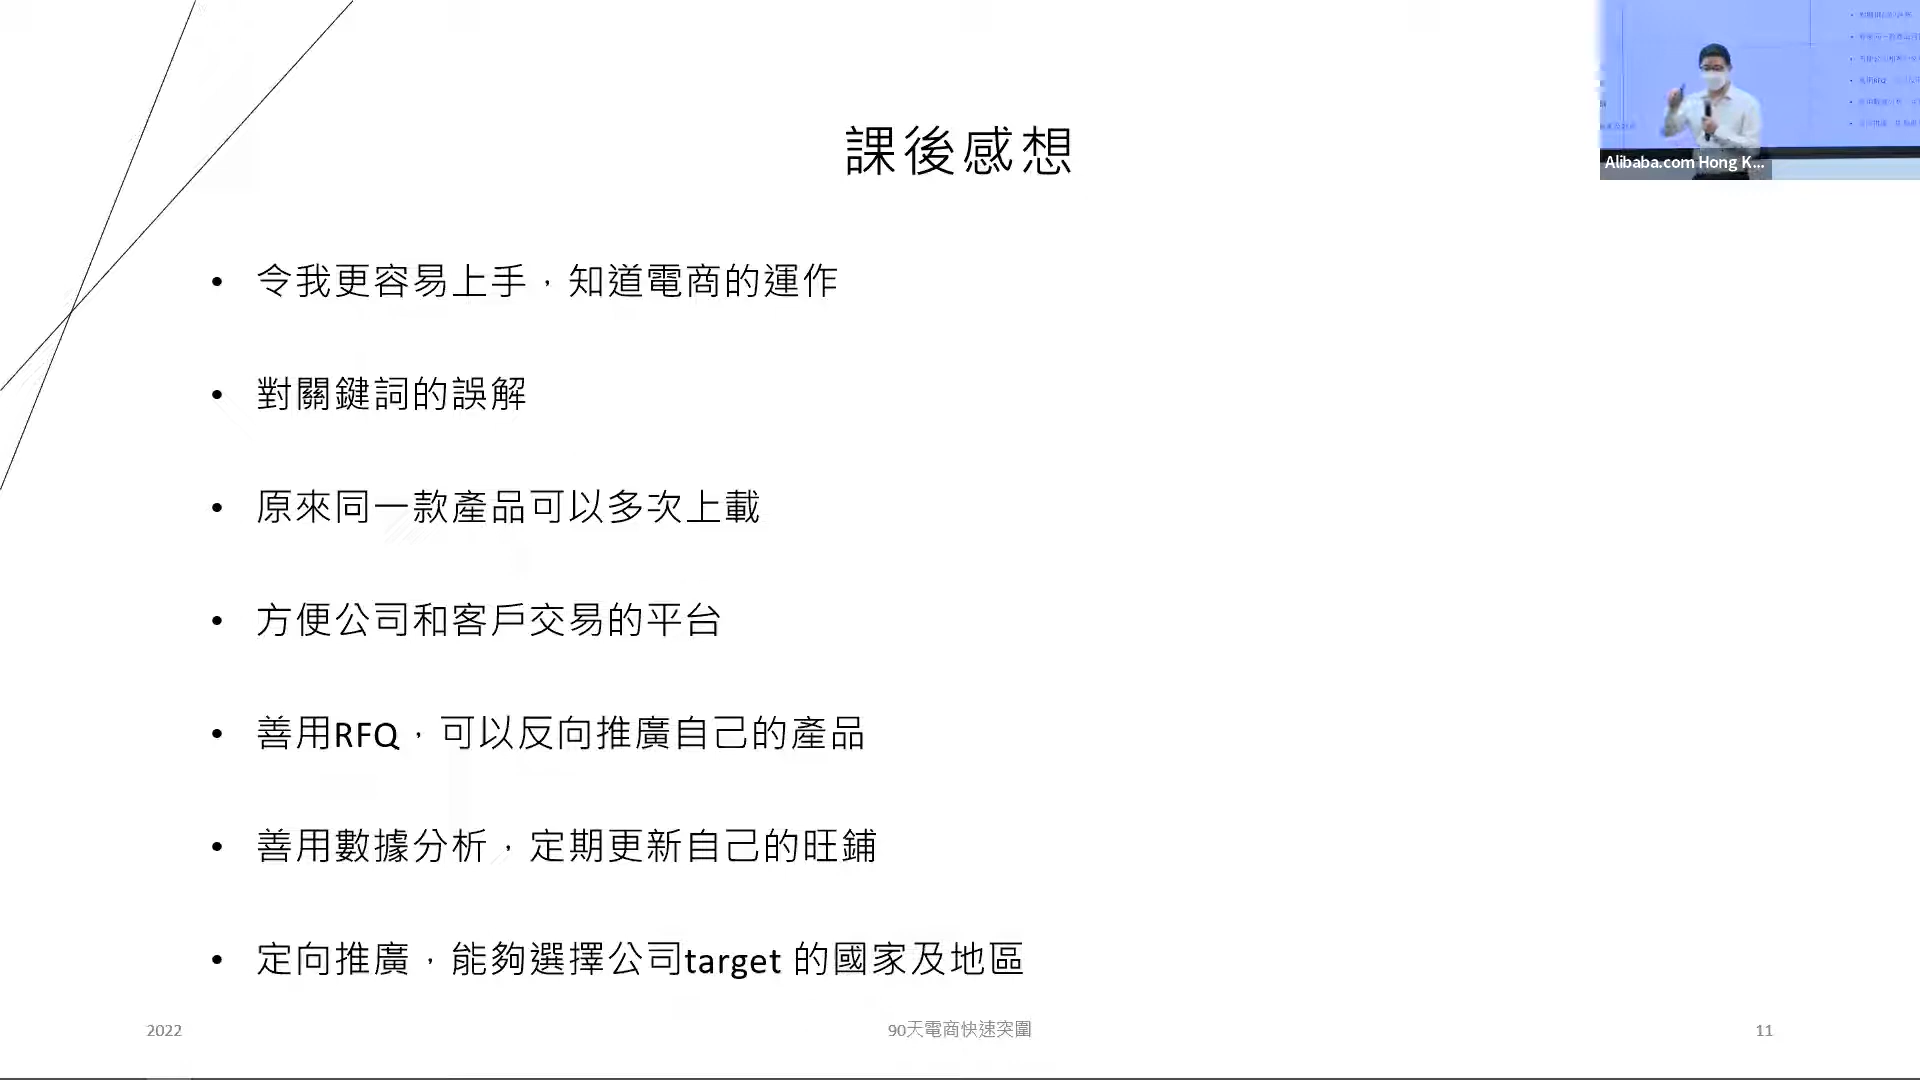 課後感想
Alibaba.com Hong K...
• 令我更容易上手，知道電商的運作
• 對關鍵詞的誤解
• 原來同一款產品可以多次上載
• 方便公司和客戶交易的平台
• 善用RFQ，可以反向推廣自己的產品
• 善用數據分析，定期更新自己的旺鋪
• 定向推廣，能夠選擇公司target 的國家及地區
2022
90天電商快速突圍
11